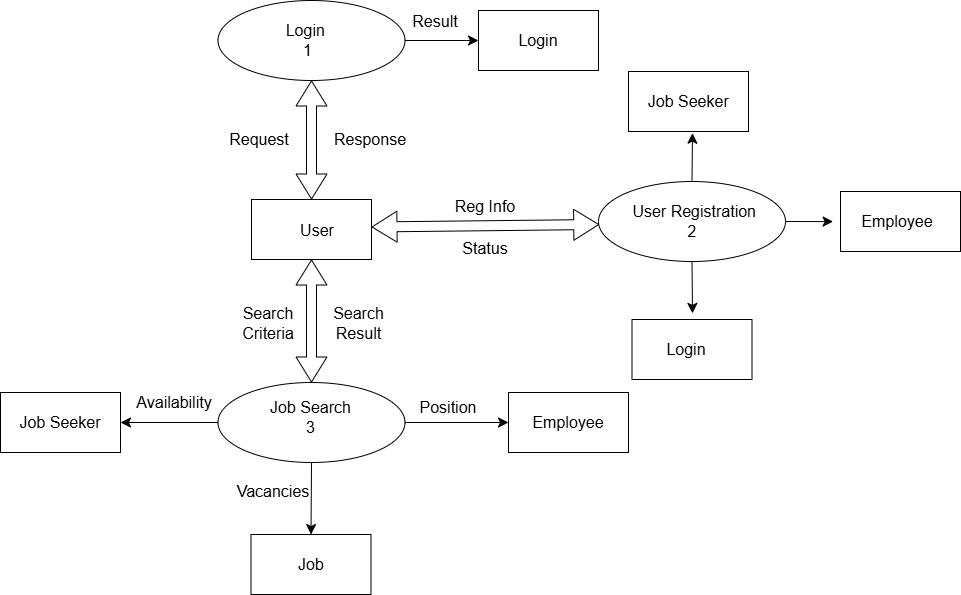 Login
1
Result
Login
Job Seeker
Request
Response
User Registration
2
Employee
Reg Info
User
Status
Search
Criteria
Search
Result
Login
Availability
Job Search
3
Position
Job Seeker
Employee
Vacancies
Job